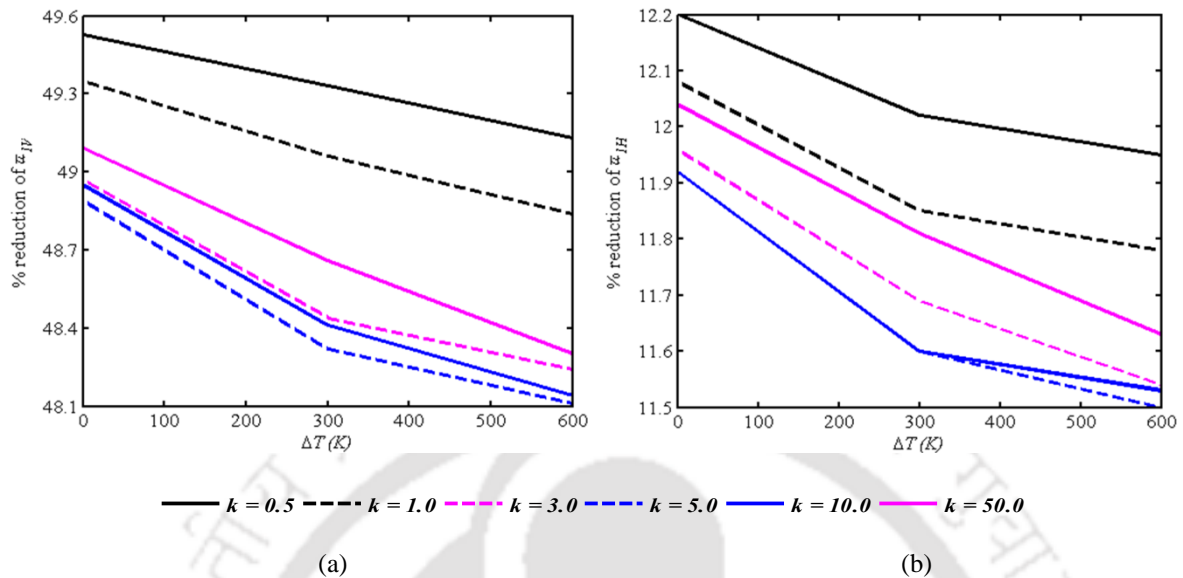 49.6
49.3
49
48.7
48.4
48.1
% reduction of α_IV
0 100 200 300 400 500 600
ΔT (K)
12.2
12.1
12
11.9
11.8
11.7
11.6
11.5
% reduction of α_IH
0 100 200 300 400 500 600
ΔT (K)
k = 0.5 k = 1.0 k = 3.0 k = 5.0 k = 10.0 k = 50.0
(a) (b)